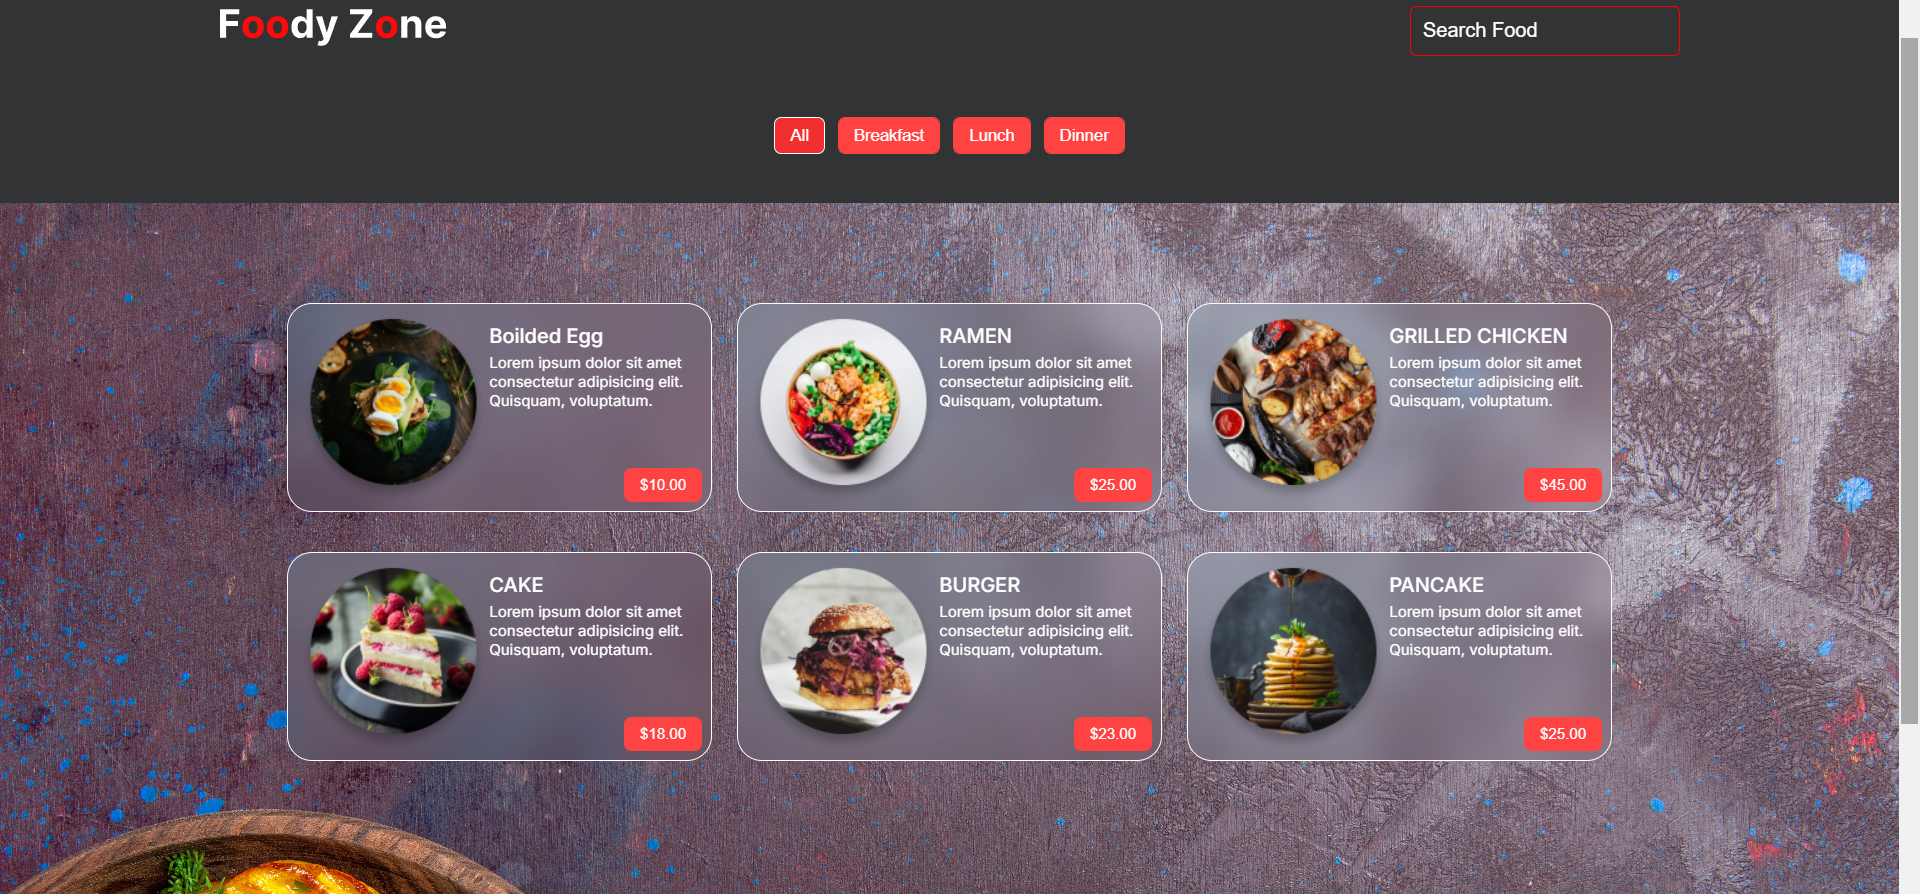 Foody Zone
Search Food
All
Breakfast
Lunch
Dinner
Boilded Egg
Lorem ipsum dolor sit amet
consectetur adipisicing elit.
Quisquam, voluptatum.
$10.00
RAMEN
Lorem ipsum dolor sit amet
consectetur adipisicing elit.
Quisquam, voluptatum.
$25.00
GRILLED CHICKEN
Lorem ipsum dolor sit amet
consectetur adipisicing elit.
Quisquam, voluptatum.
$45.00
CAKE
Lorem ipsum dolor sit amet
consectetur adipisicing elit.
Quisquam, voluptatum.
$18.00
BURGER
Lorem ipsum dolor sit amet
consectetur adipisicing elit.
Quisquam, voluptatum.
$23.00
PANCAKE
Lorem ipsum dolor sit amet
consectetur adipisicing elit.
Quisquam, voluptatum.
$25.00